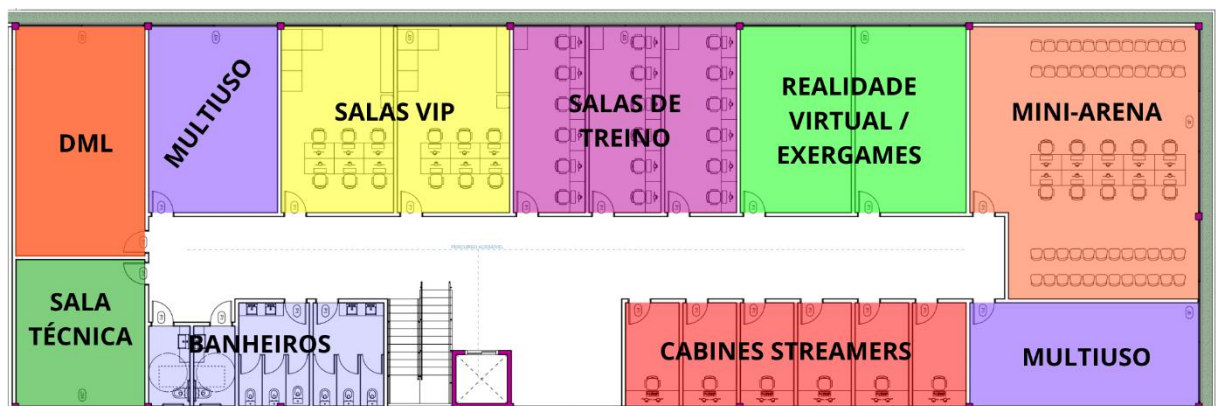 DML
MULTIUSO
SALAS VIP
SALAS DE
TREINO
REALIDADE
VIRTUAL /
EXERGAMES
MINI-ARENA
SALA
TÉCNICA
BANHEIROS
CABINES STREAMERS
MULTIUSO